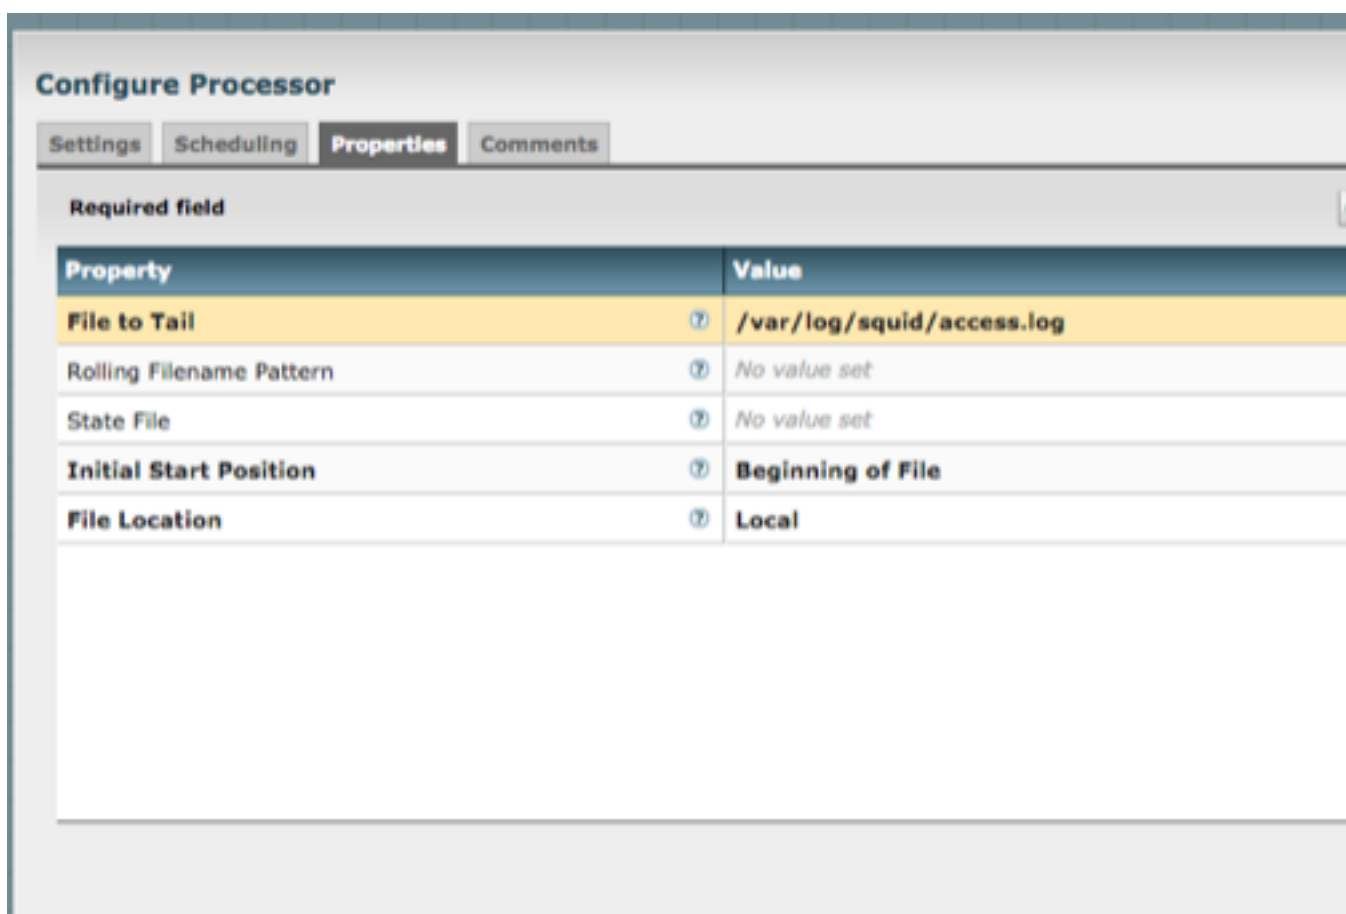 Configure Processor
Settings Scheduling Properties Comments
Required field
Property Value
File to Tail /var/log/squid/access.log
Rolling Filename Pattern No value set
State File No value set
Initial Start Position Beginning of File
File Location Local